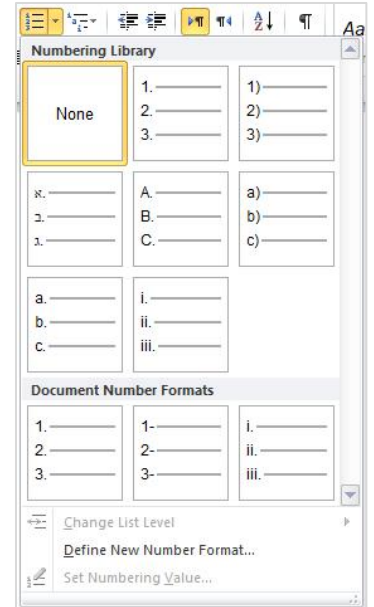 Aa
Numbering Library
None
1.
2.
3.
1)
2)
3)
א.
ב.
ג.
A.
B.
C.
a)
b)
c)
a.
b.
c.
i.
ii.
iii.
Document Number Formats
1.
2.
3.
1-
2-
3-
i.
ii.
iii.
Change List Level
Define New Number Format...
Set Numbering Value...